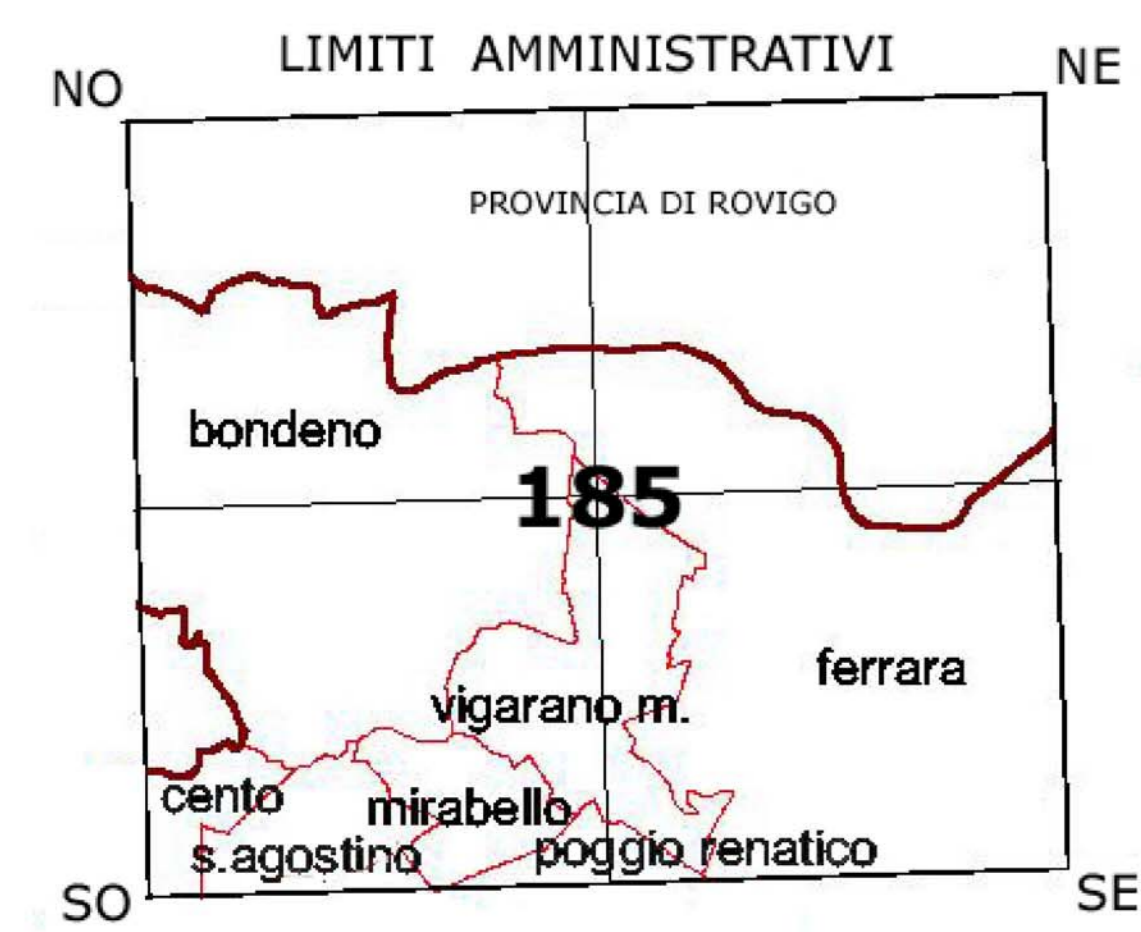 LIMITI AMMINISTRATIVI
NO
NE
PROVINCIA DI ROVIGO
bondeno
185
ferrara
vigarano m.
cento
mirabello
s.agostino
poggio renatico
SO
SE